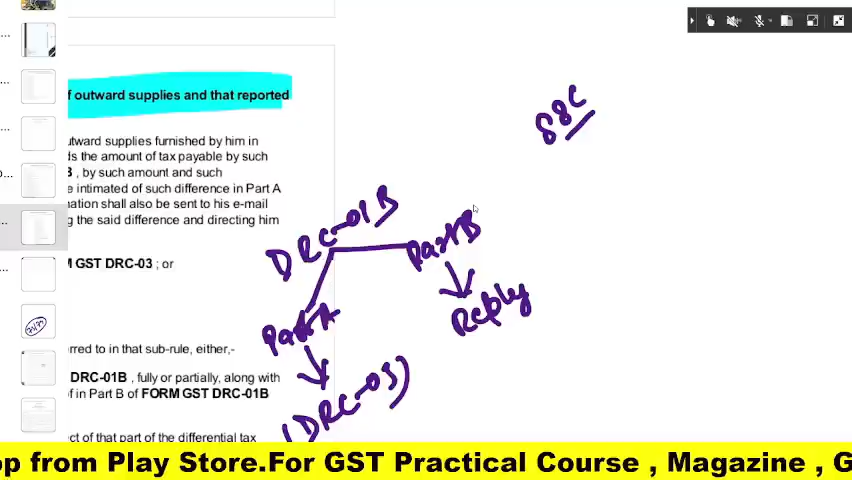 f outward supplies and that reported
utward supplies furnished by him in
ds the amount of tax payable by such
B , by such amount and such
e intimated of such difference in Part A
nation shall also be sent to his e-mail
g the said difference and directing him
M GST DRC-03 ; or
rred to in that sub-rule, either,-
DRC-01B , fully or partially, along with
of in Part B of FORM GST DRC-01B
ect of that part of the differential tax
88C
DRC-01B
Part B
Reply
Part A
(DRC-03)
op from Play Store.For GST Practical Course , Magazine , G